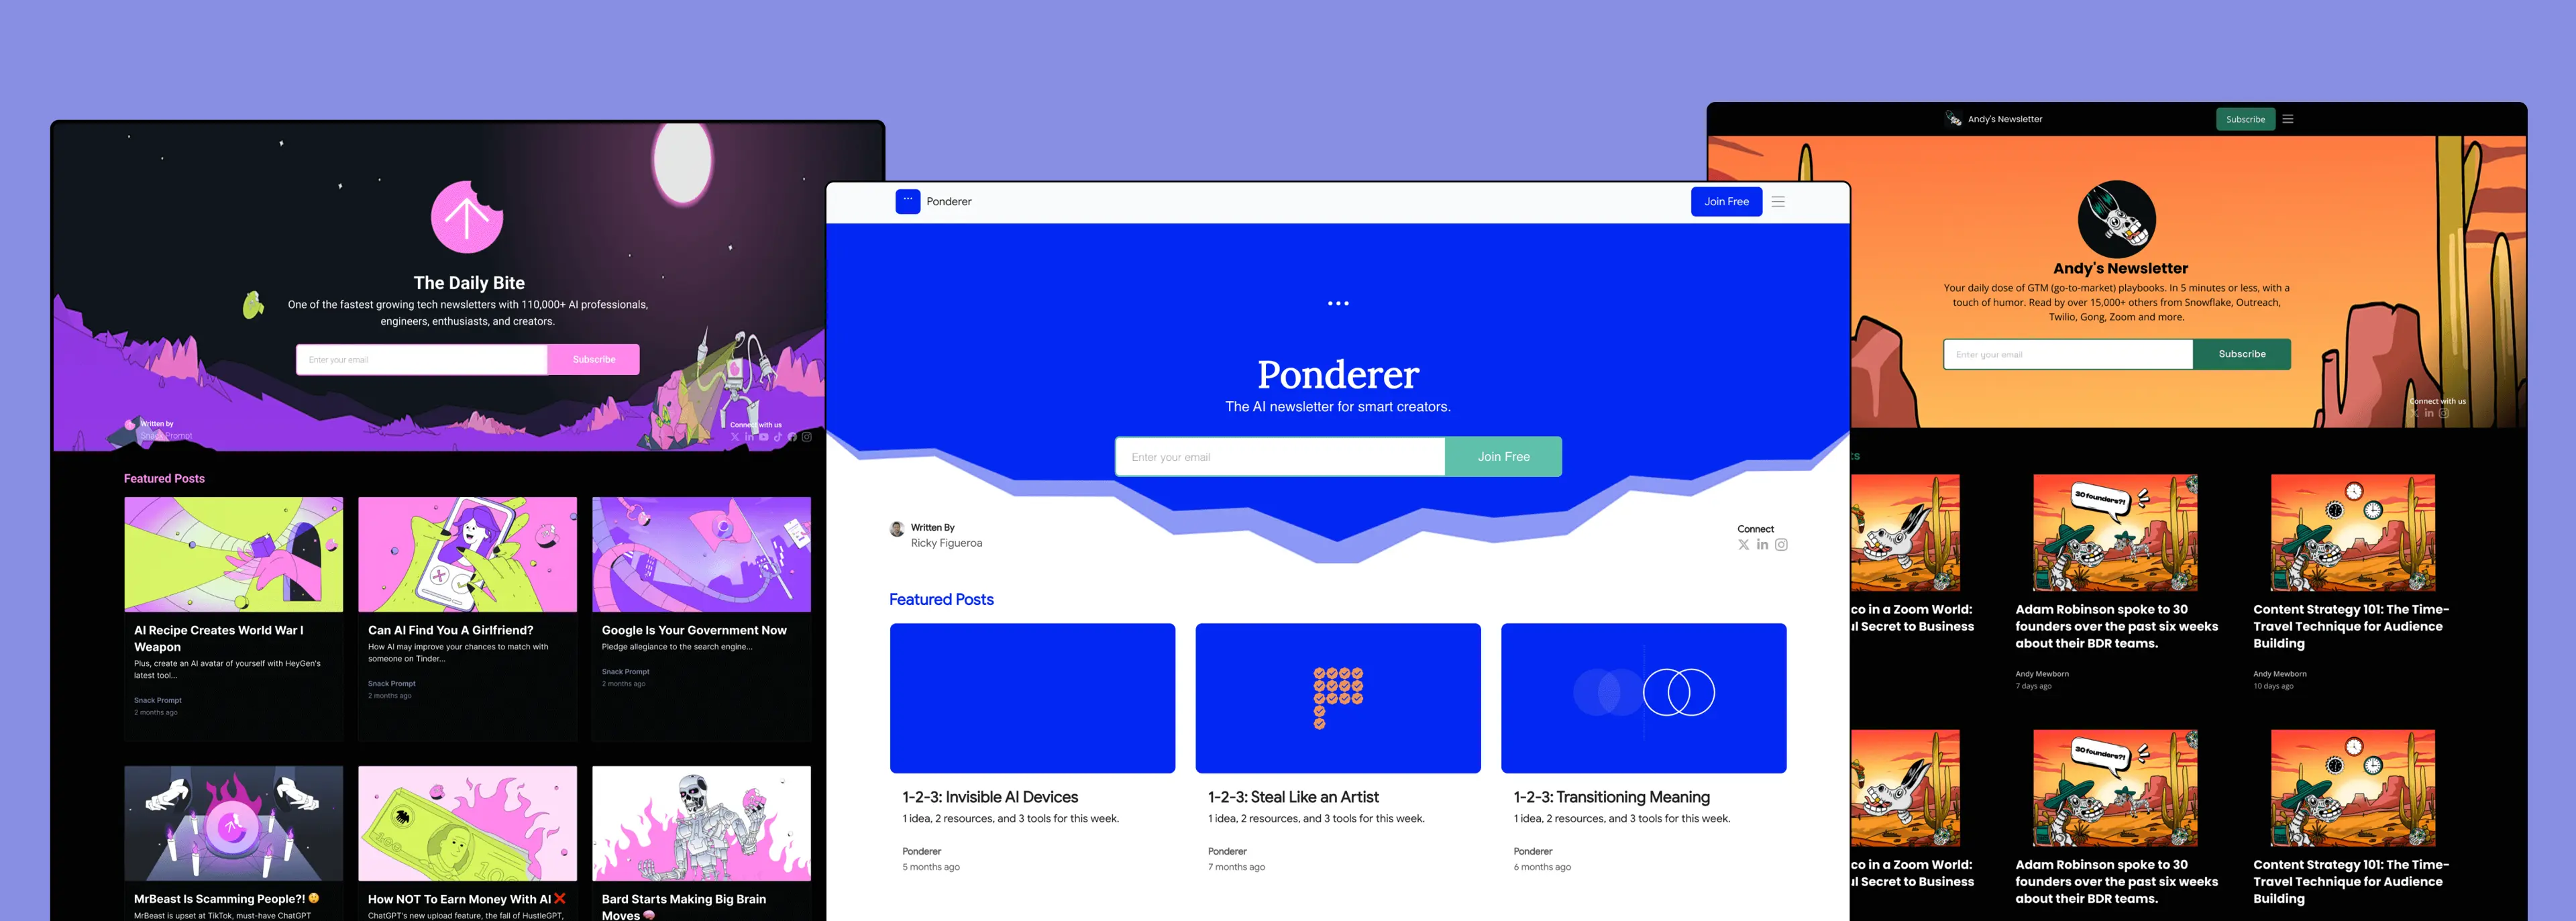 The Daily Bite
One of the fastest growing tech newsletters with 110,000+ AI professionals,
engineers, enthusiasts, and creators.
Enter your email
Subscribe
Written by
Snack Prompt
Connect with us
Featured Posts
AI Recipe Creates World War I
Weapon
Plus, create an AI avatar of yourself with HeyGen's
latest tool...
Snack Prompt
2 months ago
Can AI Find You A Girlfriend?
How AI may improve your chances to match with
someone on Tinder...
Snack Prompt
2 months ago
Google Is Your Government Now
Pledge allegiance to the search engine...
Snack Prompt
2 months ago
MrBeast Is Scamming People?! 🤨
MrBeast is upset at TikTok, must-have ChatGPT
How NOT To Earn Money With AI ❌
ChatGPT's new upload feature, the fall of HustleGPT,
Bard Starts Making Big Brain
Moves 🧠
Ponderer
Join Free
Ponderer
The AI newsletter for smart creators.
Enter your email
Join Free
Written By
Ricky Figueroa
Connect
Featured Posts
1-2-3: Invisible AI Devices
1 idea, 2 resources, and 3 tools for this week.
Ponderer
5 months ago
1-2-3: Steal Like an Artist
1 idea, 2 resources, and 3 tools for this week.
Ponderer
7 months ago
1-2-3: Transitioning Meaning
1 idea, 2 resources, and 3 tools for this week.
Ponderer
6 months ago
Andy's Newsletter
Subscribe
Andy's Newsletter
Your daily dose of GTM (go-to-market) playbooks. In 5 minutes or less, with a
touch of humor. Read by over 15,000+ others from Snowflake, Outreach,
Twilio, Gong, Zoom and more.
Enter your email
Subscribe
Connect with us
in a Zoom World:
Secret to Business
30 founders?!
Adam Robinson spoke to 30
founders over the past six weeks
about their BDR teams.
Andy Mewborn
7 days ago
Content Strategy 101: The Time-
Travel Technique for Audience
Building
Andy Mewborn
10 days ago
in a Zoom World:
Secret to Business
30 founders?!
Adam Robinson spoke to 30
founders over the past six weeks
about their BDR teams.
Content Strategy 101: The Time-
Travel Technique for Audience
Building